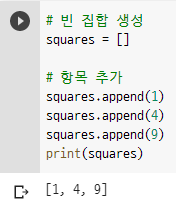 # 빈 집합 생성
squares = []
# 항목 추가
squares.append(1)
squares.append(4)
squares.append(9)
print(squares)
[1, 4, 9]